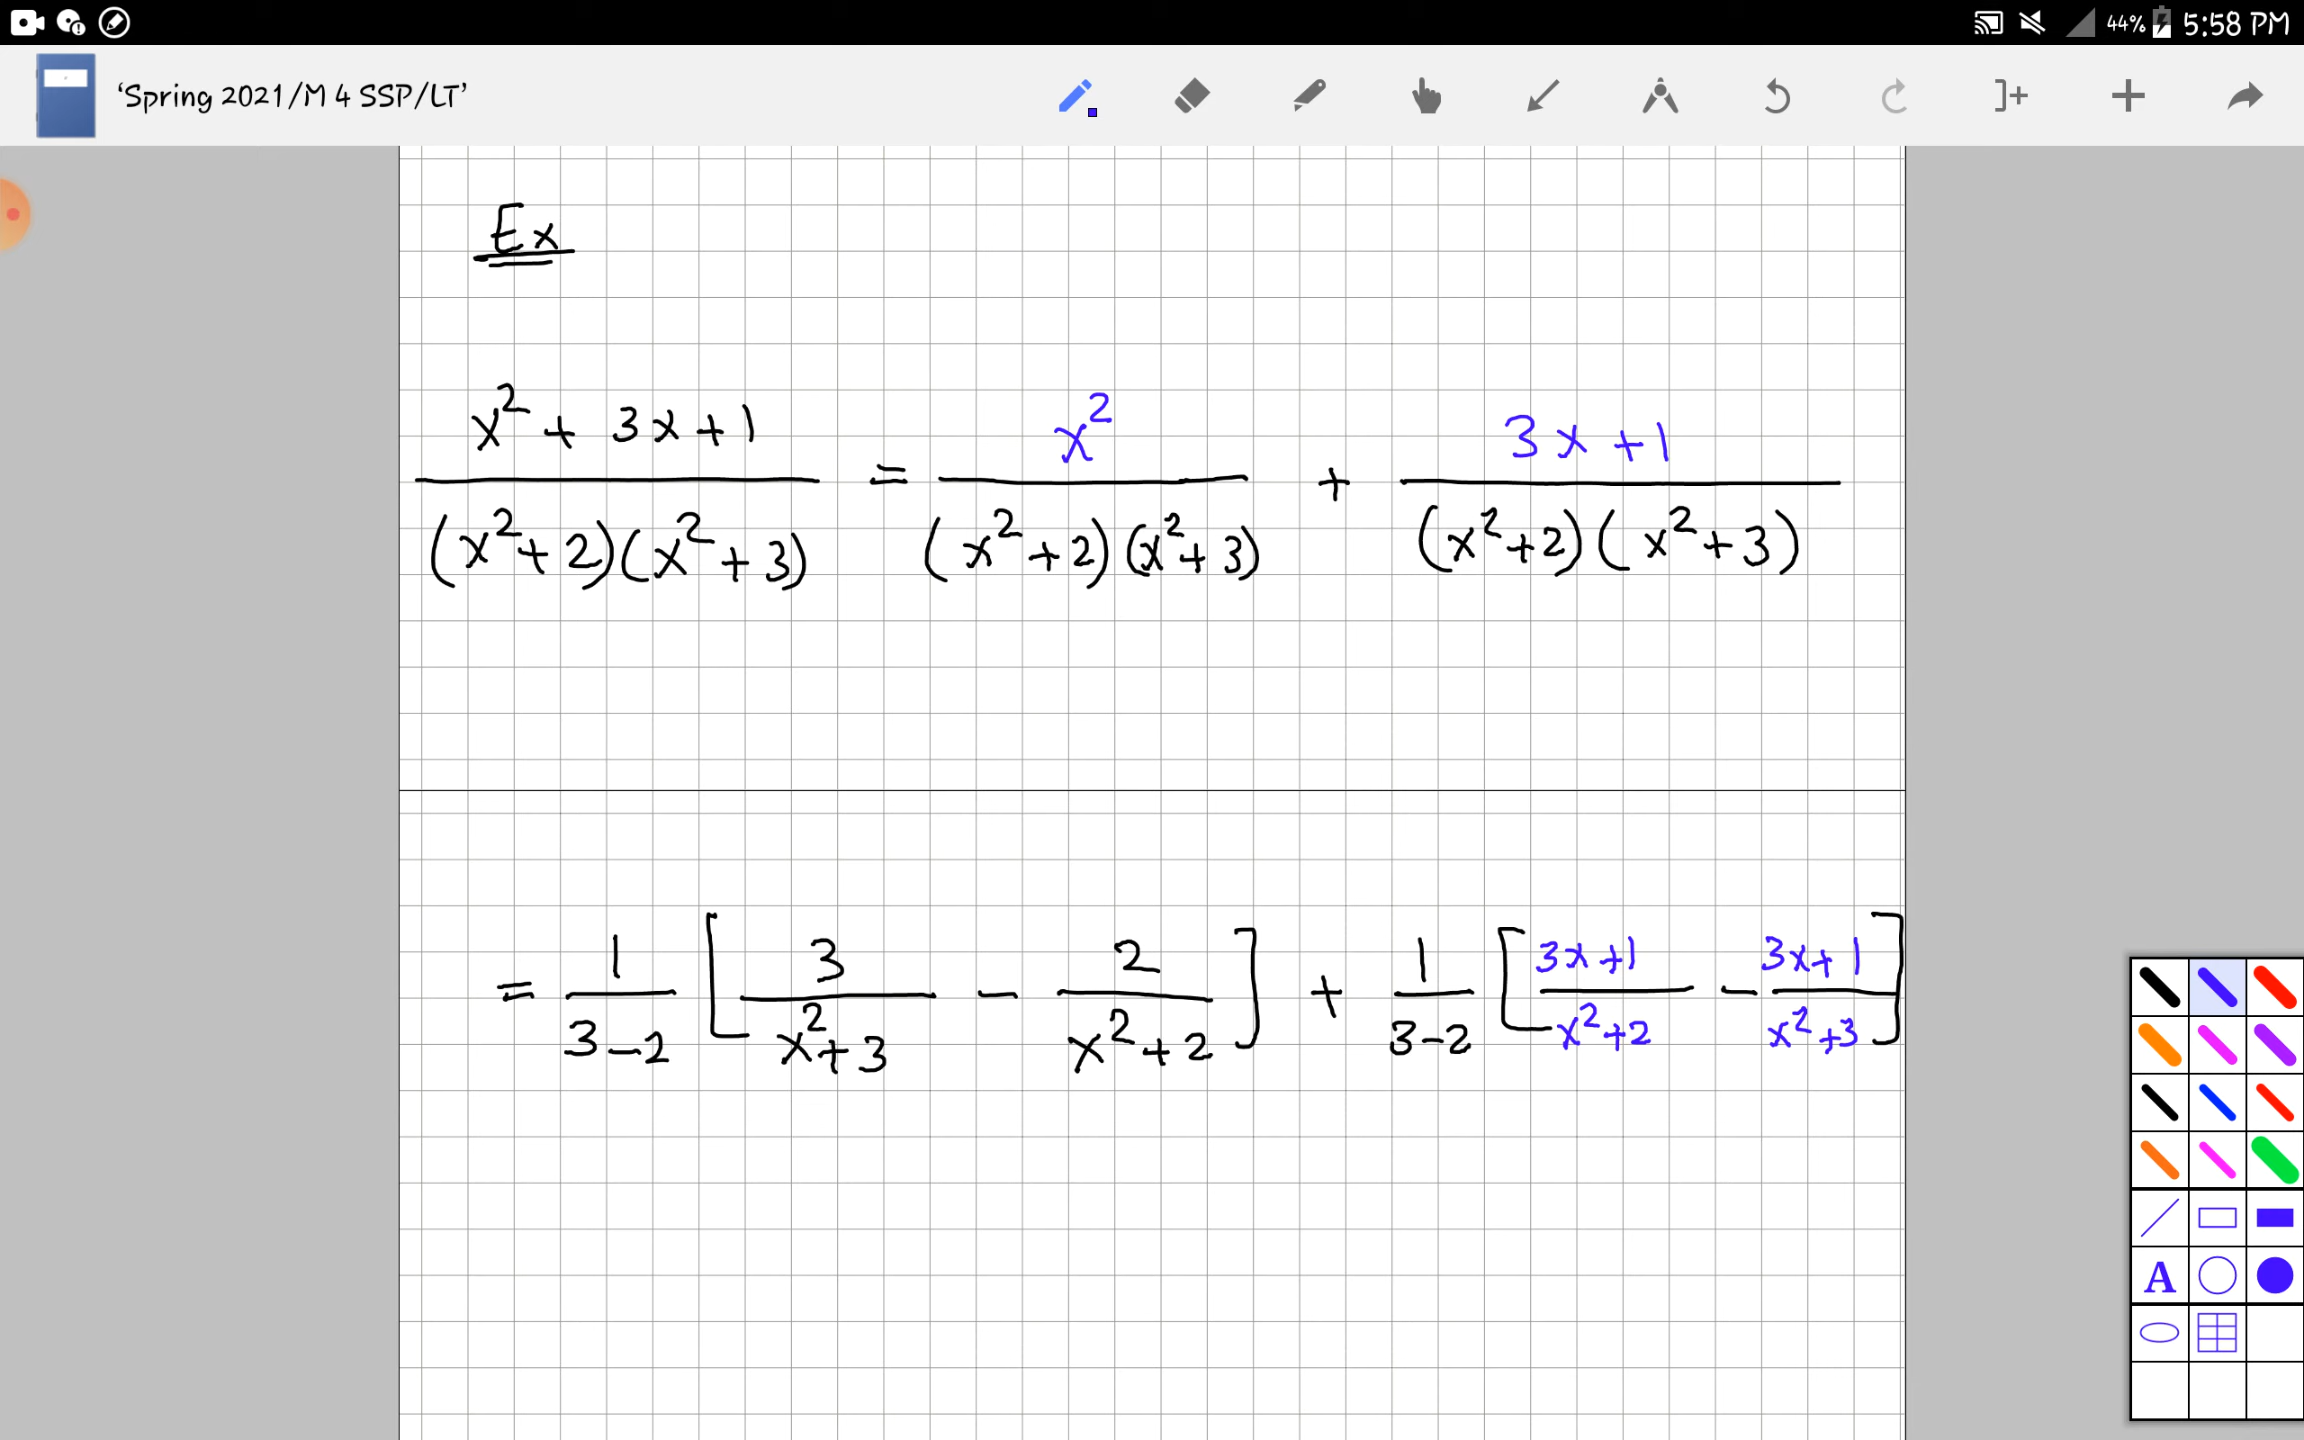 44% 5:58 PM
‘Spring 2021/M 4 SSP/LT’
Ex
x² + 3x + 1 / (x² + 2)(x² + 3) = x² / (x² + 2)(x² + 3) + 3x + 1 / (x² + 2)(x² + 3)
= 1 / 3 − 2 [ 3 / x² + 3 − 2 / x² + 2 ] + 1 / 3 − 2 [ 3x + 1 / x² + 2 − 3x + 1 / x² + 3 ]
A